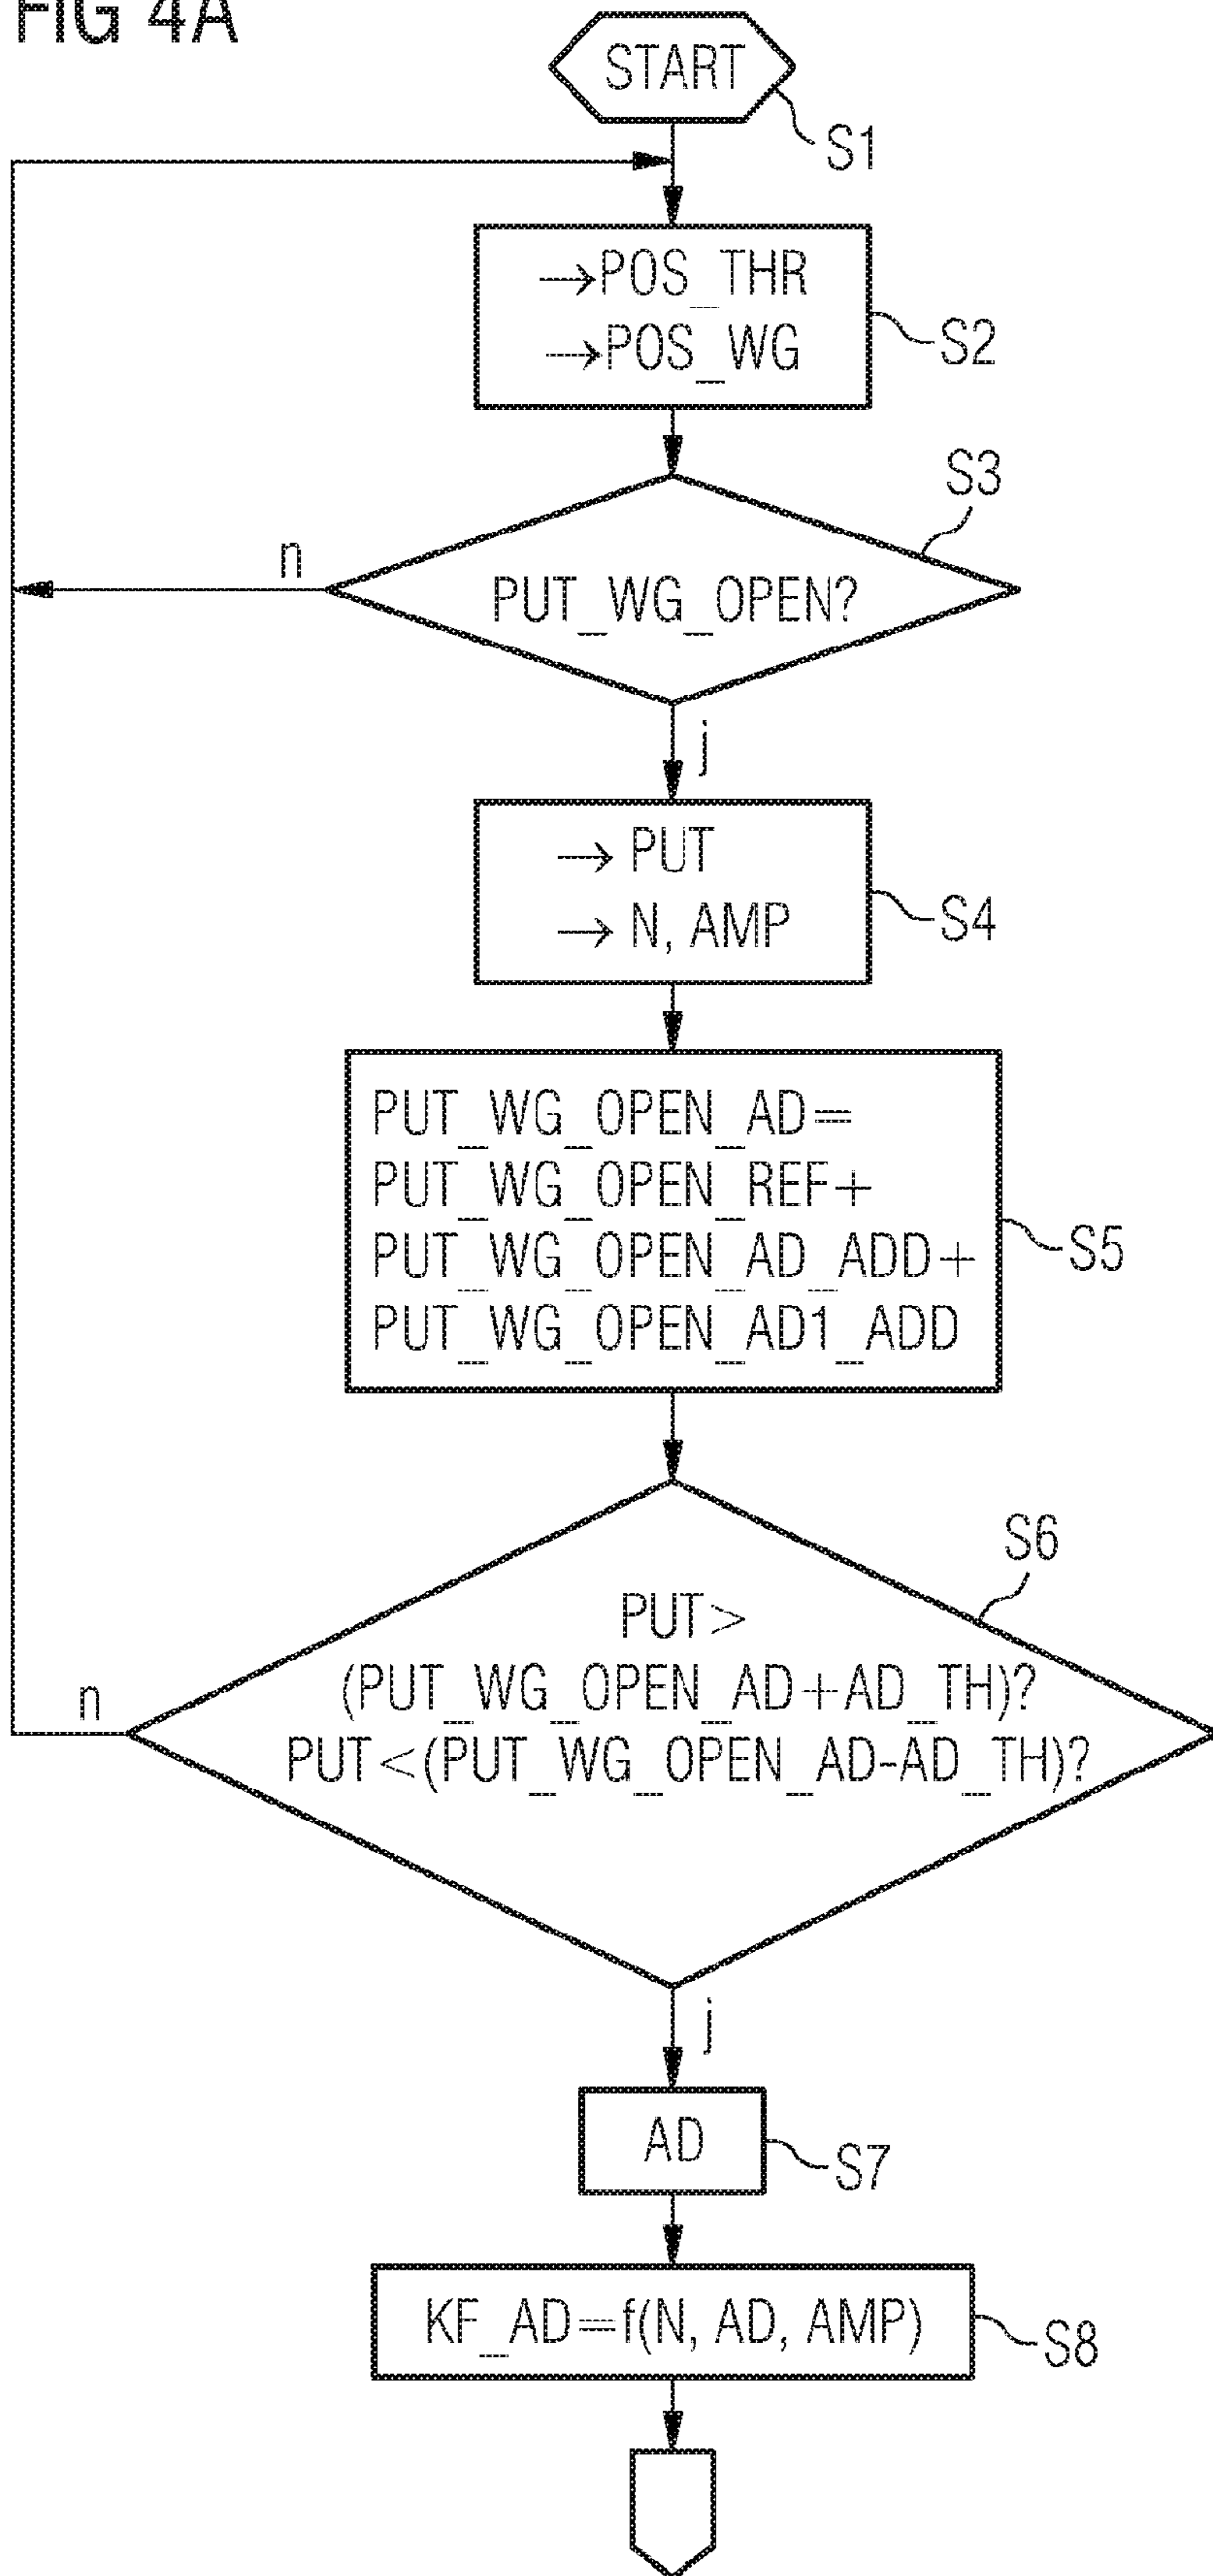 FIG 4A
START
S1
→POS_THR
→POS_WG
S2
S3
PUT_WG_OPEN?
n
j
→ PUT
→ N, AMP
S4
PUT_WG_OPEN_AD=
PUT_WG_OPEN_REF+
PUT_WG_OPEN_AD_ADD+
PUT_WG_OPEN_AD1_ADD
S5
S6
PUT>
(PUT_WG_OPEN_AD+AD_TH)?
PUT<(PUT_WG_OPEN_AD-AD_TH)?
n
j
AD
S7
KF_AD=f(N, AD, AMP)
S8